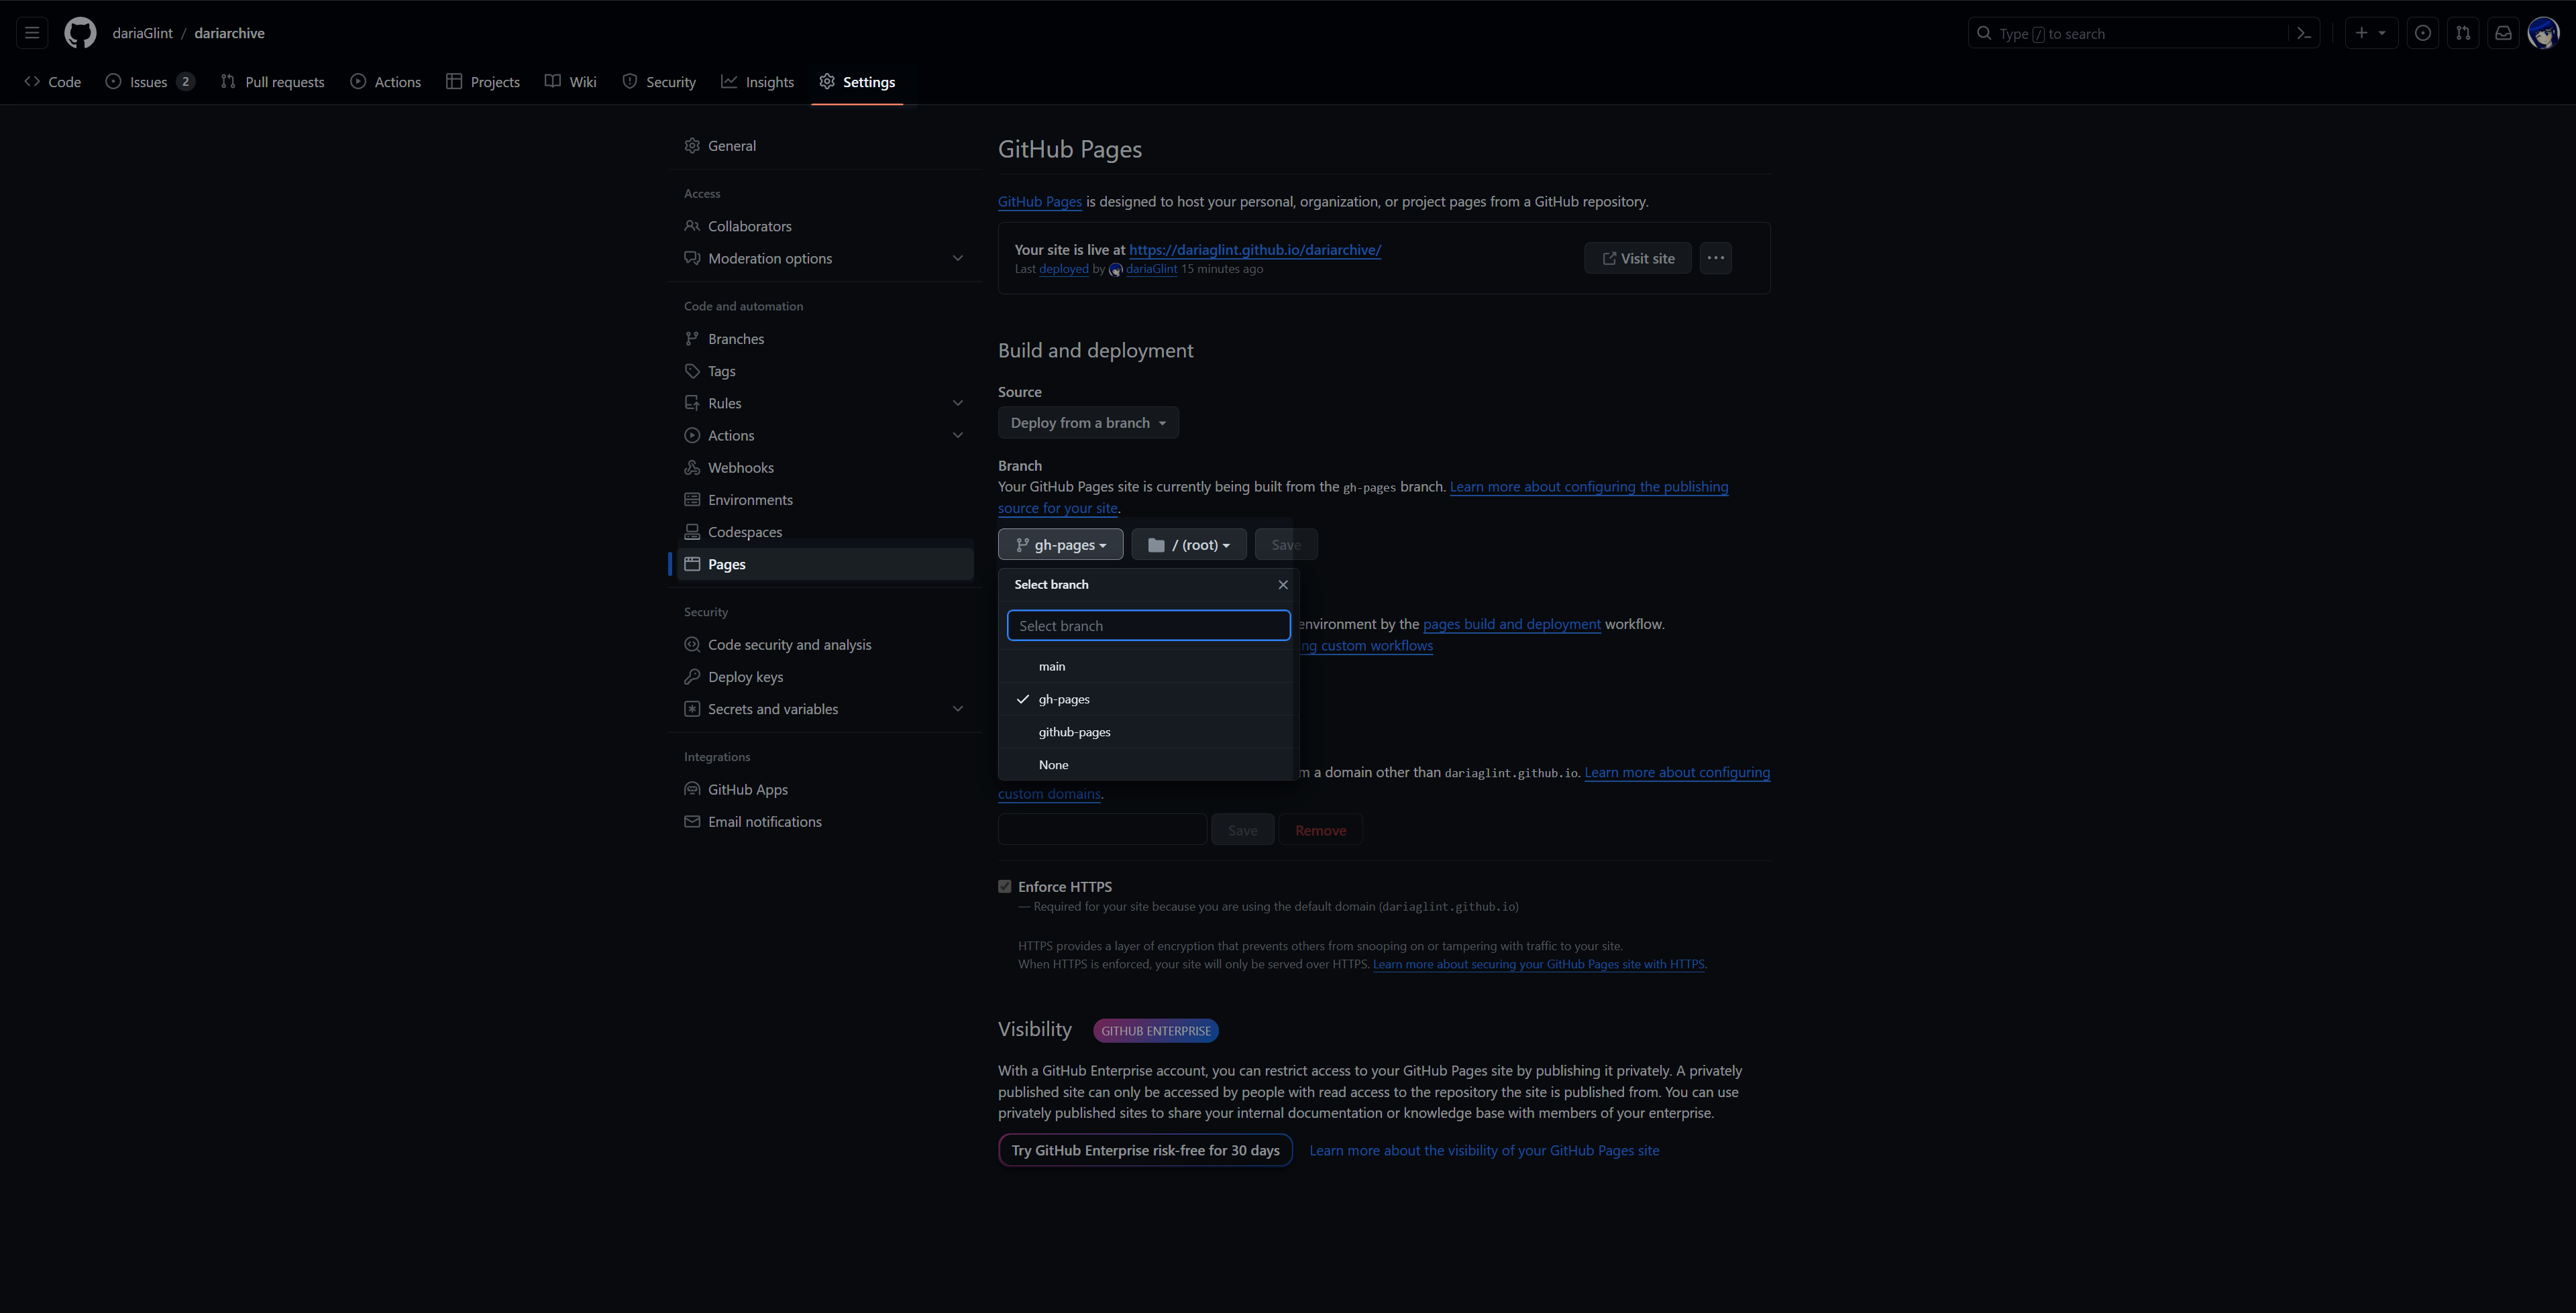 dariaGlint / dariarchive
Type / to search
Code
Issues 2
Pull requests
Actions
Projects
Wiki
Security
Insights
Settings
General
Access
Collaborators
Moderation options
Code and automation
Branches
Tags
Rules
Actions
Webhooks
Environments
Codespaces
Pages
Security
Code security and analysis
Deploy keys
Secrets and variables
Integrations
GitHub Apps
Email notifications
GitHub Pages
GitHub Pages is designed to host your personal, organization, or project pages from a GitHub repository.
Your site is live at https://dariaglint.github.io/dariarchive/
Last deployed by dariaGlint 15 minutes ago
Visit site
Build and deployment
Source
Deploy from a branch
Branch
Your GitHub Pages site is currently being built from the gh-pages branch. Learn more about configuring the publishing
source for your site.
gh-pages
/ (root)
Save
Select branch
Select branch
main
gh-pages
github-pages
None
environment by the pages build and deployment workflow.
ng custom workflows
m a domain other than dariaglint.github.io. Learn more about configuring
custom domains.
Save
Remove
Enforce HTTPS
— Required for your site because you are using the default domain (dariaglint.github.io)
HTTPS provides a layer of encryption that prevents others from snooping on or tampering with traffic to your site.
When HTTPS is enforced, your site will only be served over HTTPS. Learn more about securing your GitHub Pages site with HTTPS.
Visibility
GITHUB ENTERPRISE
With a GitHub Enterprise account, you can restrict access to your GitHub Pages site by publishing it privately. A privately
published site can only be accessed by people with read access to the repository the site is published from. You can use
privately published sites to share your internal documentation or knowledge base with members of your enterprise.
Try GitHub Enterprise risk-free for 30 days
Learn more about the visibility of your GitHub Pages site